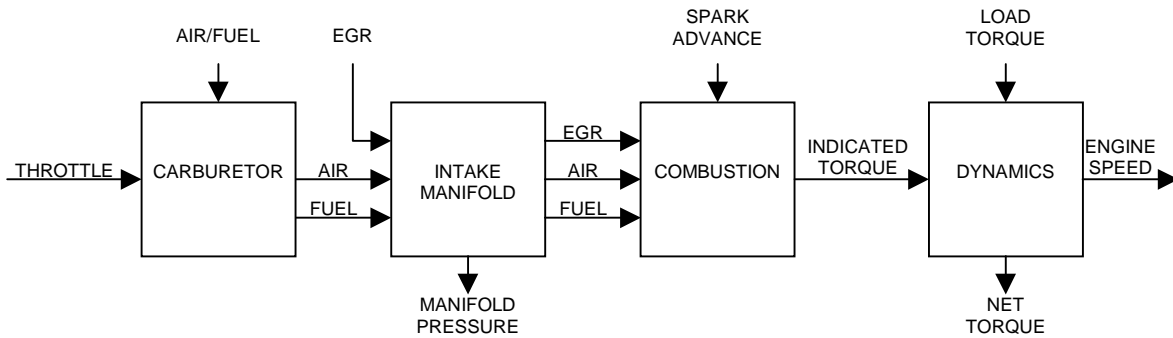 AIR/FUEL
EGR
SPARK
ADVANCE
LOAD
TORQUE
THROTTLE
CARBURETOR
AIR
FUEL
INTAKE
MANIFOLD
EGR
AIR
FUEL
COMBUSTION
INDICATED
TORQUE
DYNAMICS
ENGINE
SPEED
MANIFOLD
PRESSURE
NET
TORQUE